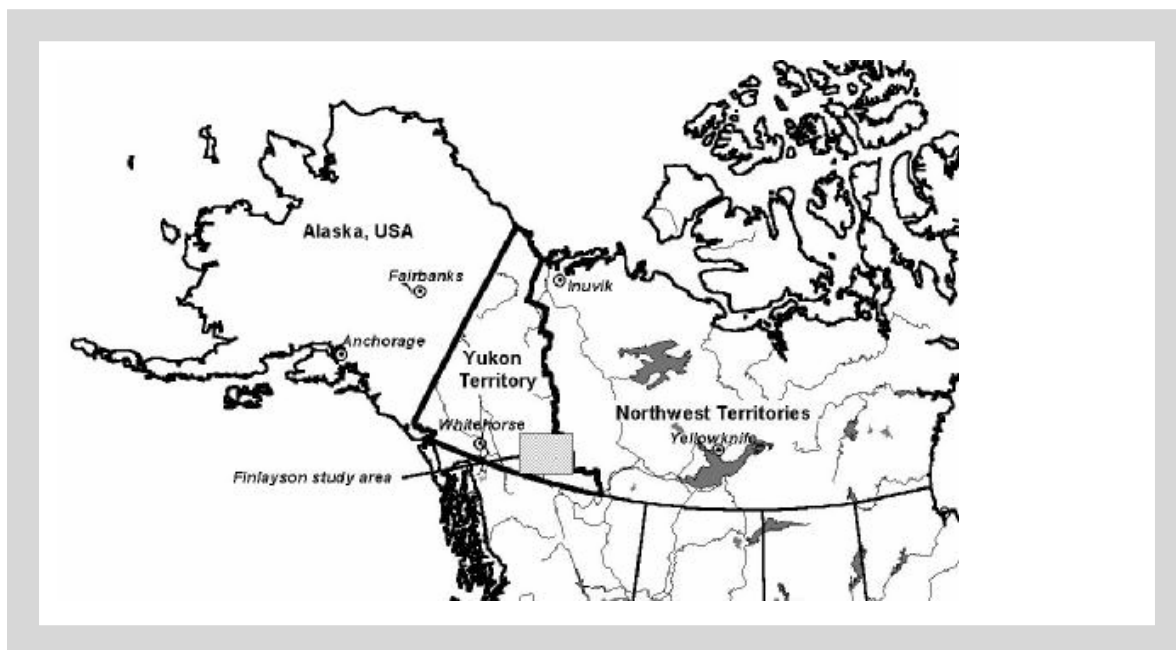 Alaska, USA
Fairbanks
Inuvik
Anchorage
Yukon
Territory
Northwest Territories
Whitehorse
Yellowknife
Finlayson study area